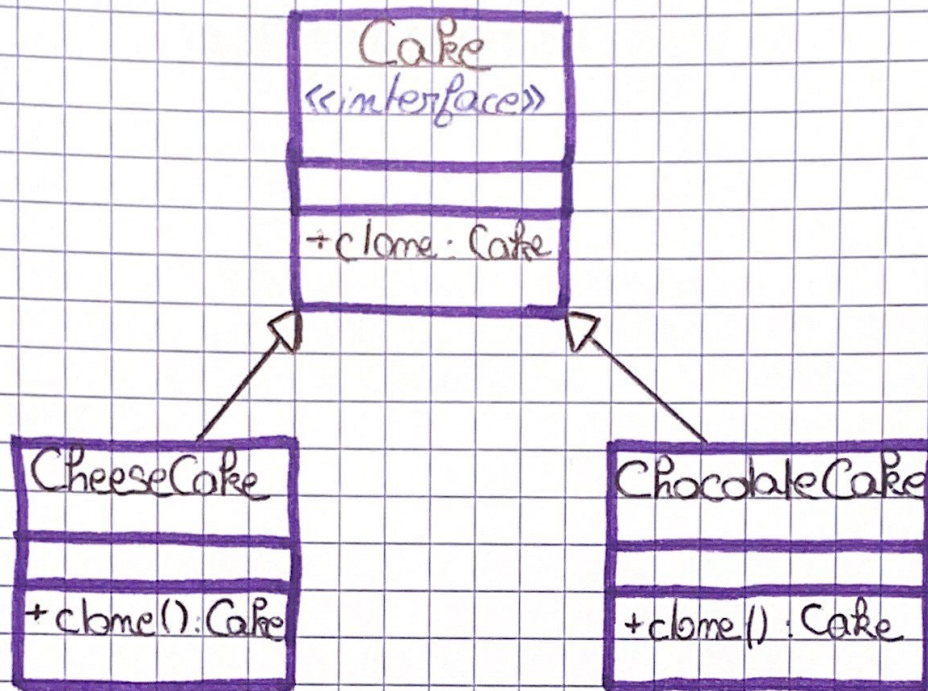 Cake
<<interface>>
+clone: Cake
CheeseCake
+ clone(): Cake
ChocolateCake
+clone() : Cake